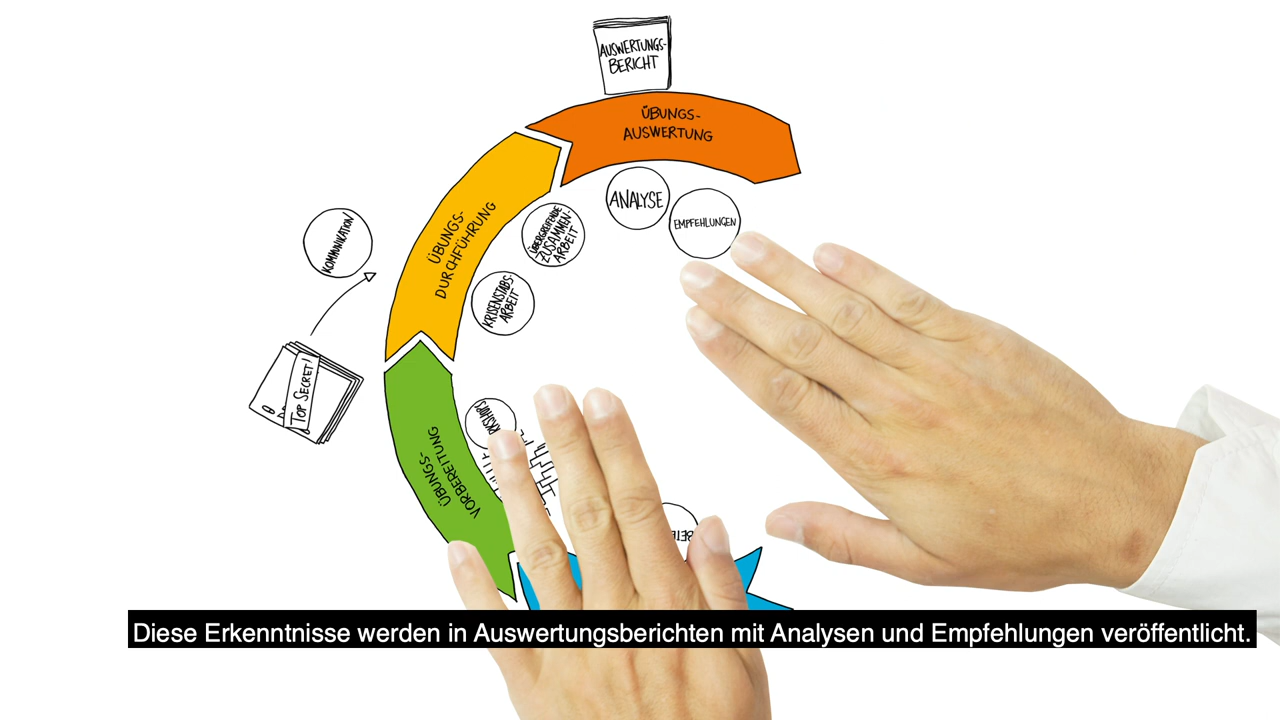 AUSWERTUNGS-
BERICHT
ÜBUNGS-
AUSWERTUNG
ANALYSE
EMPFEHLUNGEN
ÜBUNGS-
DURCHFÜHRUNG
ÜBERGREIFENDE
ZUSAMMEN-
ARBEIT
KRISENSTABS-
ARBEIT
KOMMUNIKATION
TOP SECRET!
ÜBUNGS-
VORBEREITUNG
Diese Erkenntnisse werden in Auswertungsberichten mit Analysen und Empfehlungen veröffentlicht.